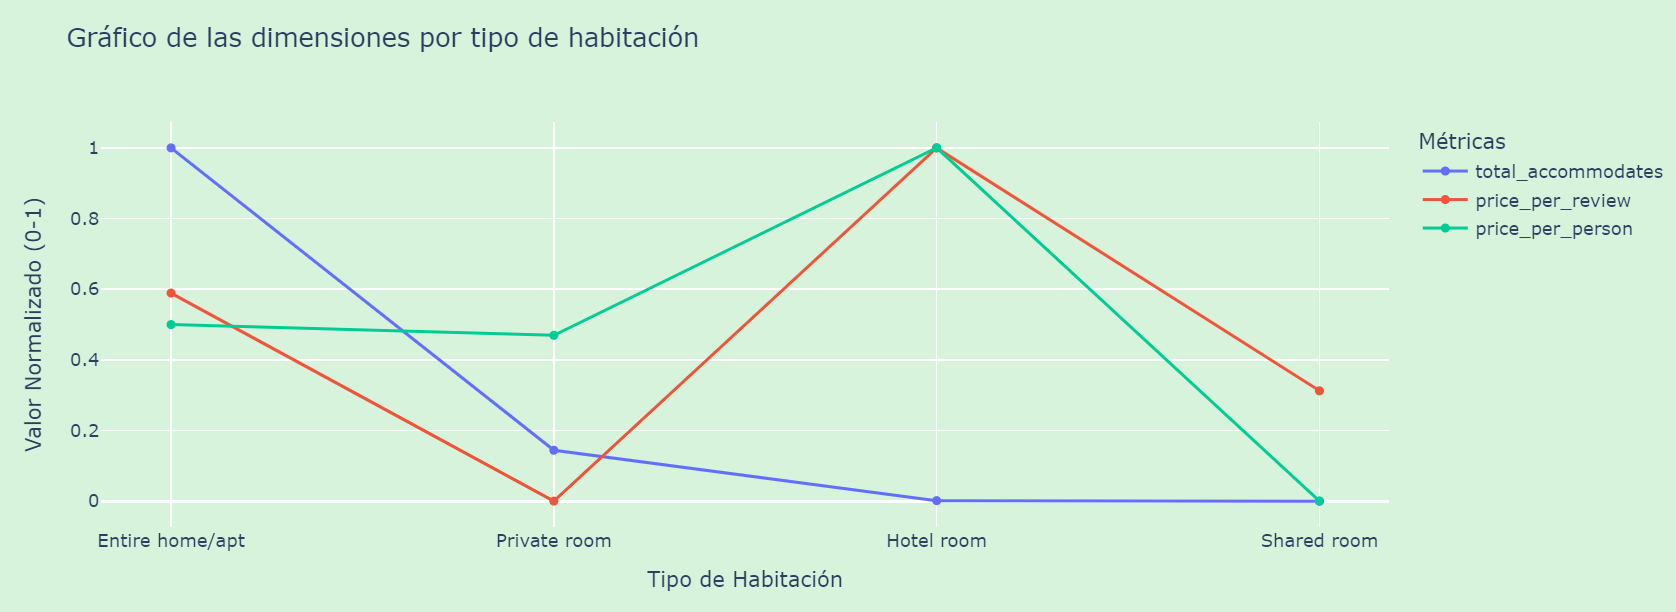 Gráfico de las dimensiones por tipo de habitación
Valor Normalizado (0-1)
1
0.8
0.6
0.4
0.2
0
Entire home/apt
Private room
Hotel room
Shared room
Tipo de Habitación
Métricas
total_accommodates
price_per_review
price_per_person